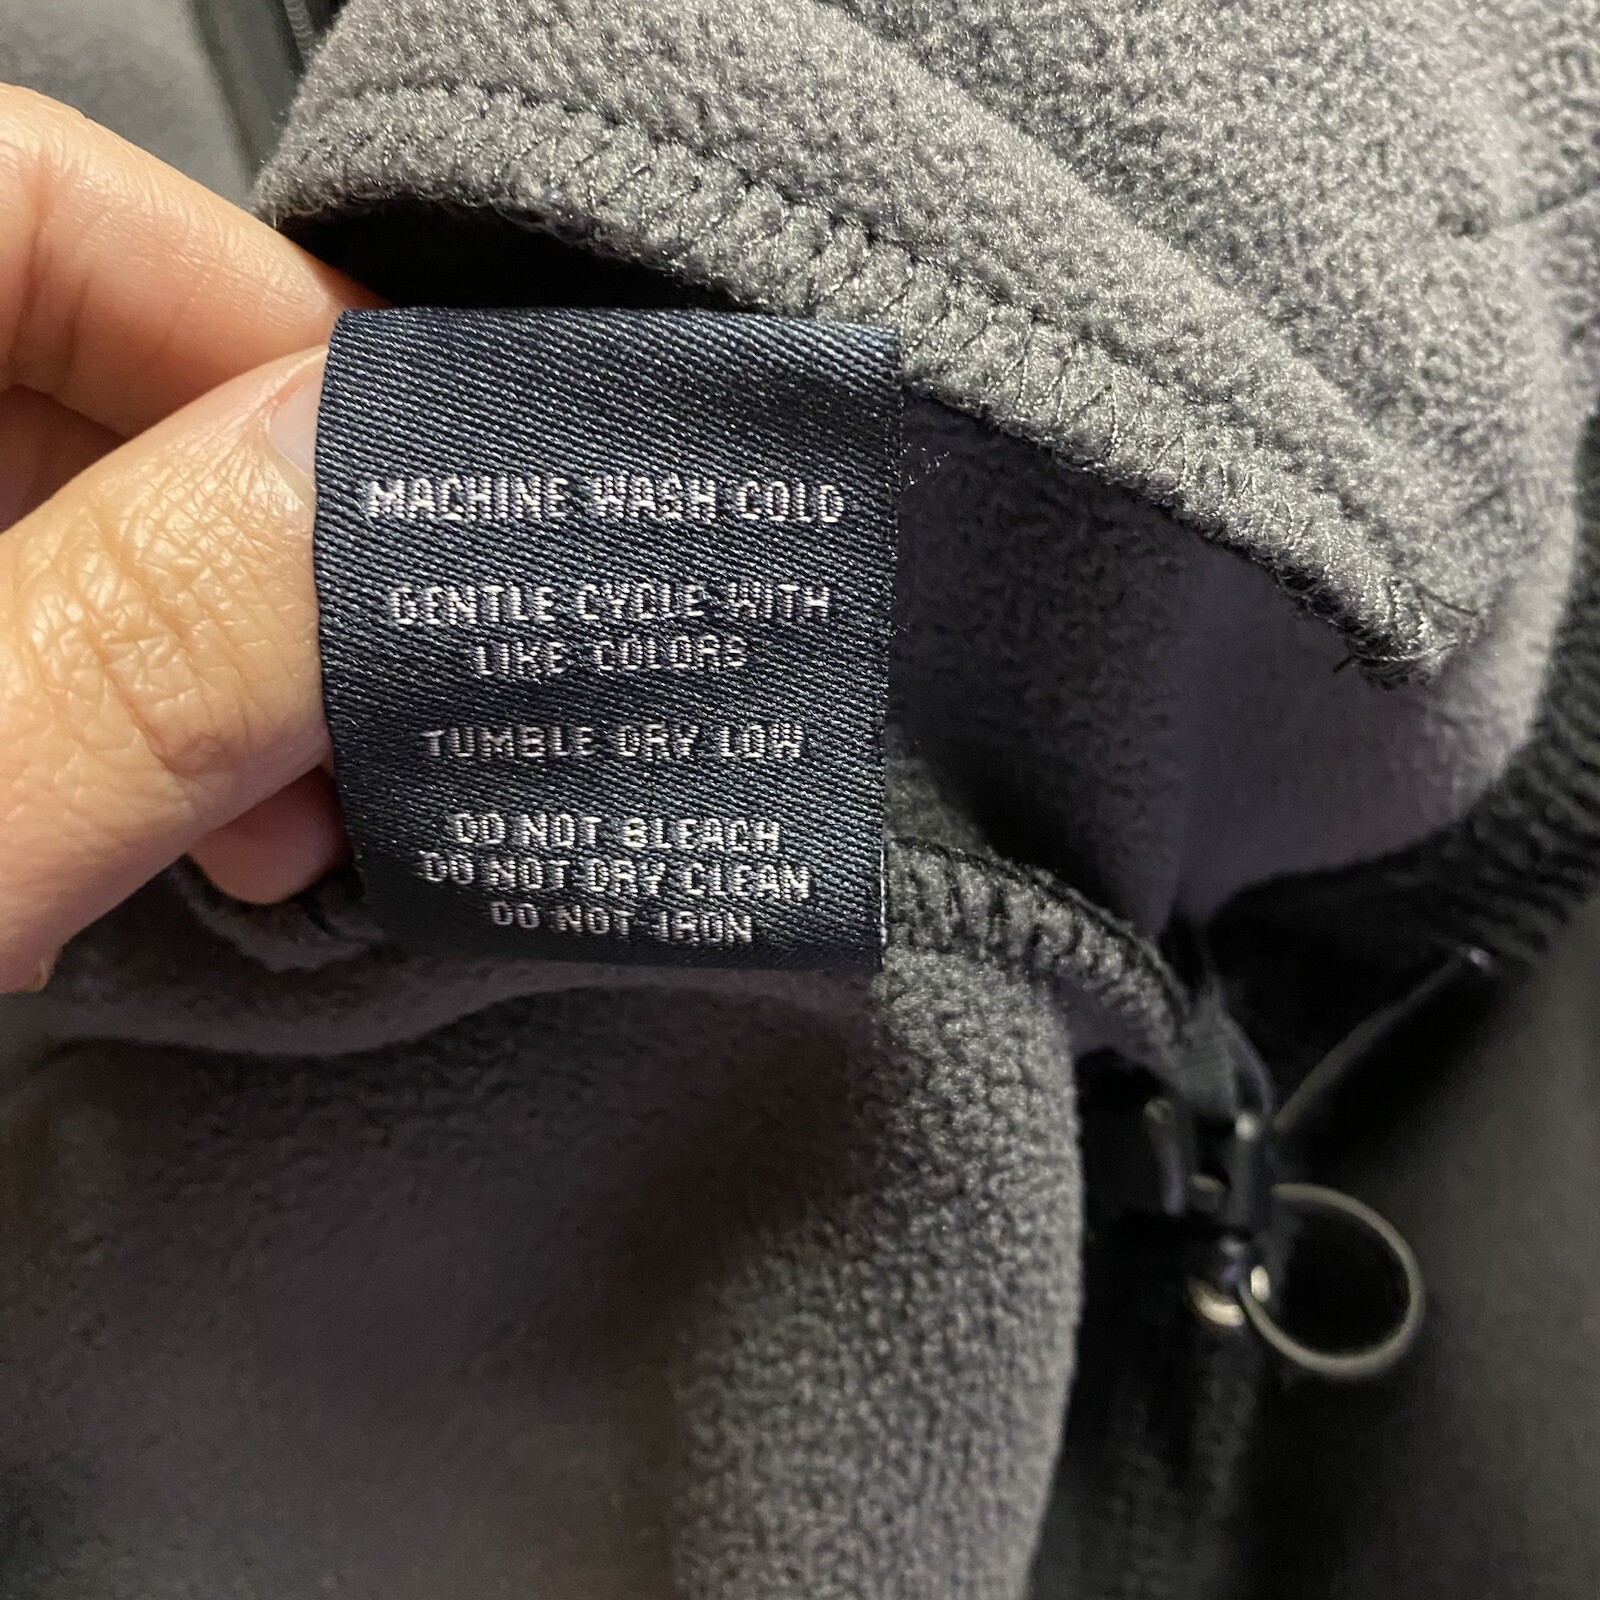 MACHINE WASH COLD
GENTLE CYCLE WITH
LIKE COLORS
TUMBLE DRY LOW
DO NOT BLEACH
DO NOT DRY CLEAN
DO NOT IRON